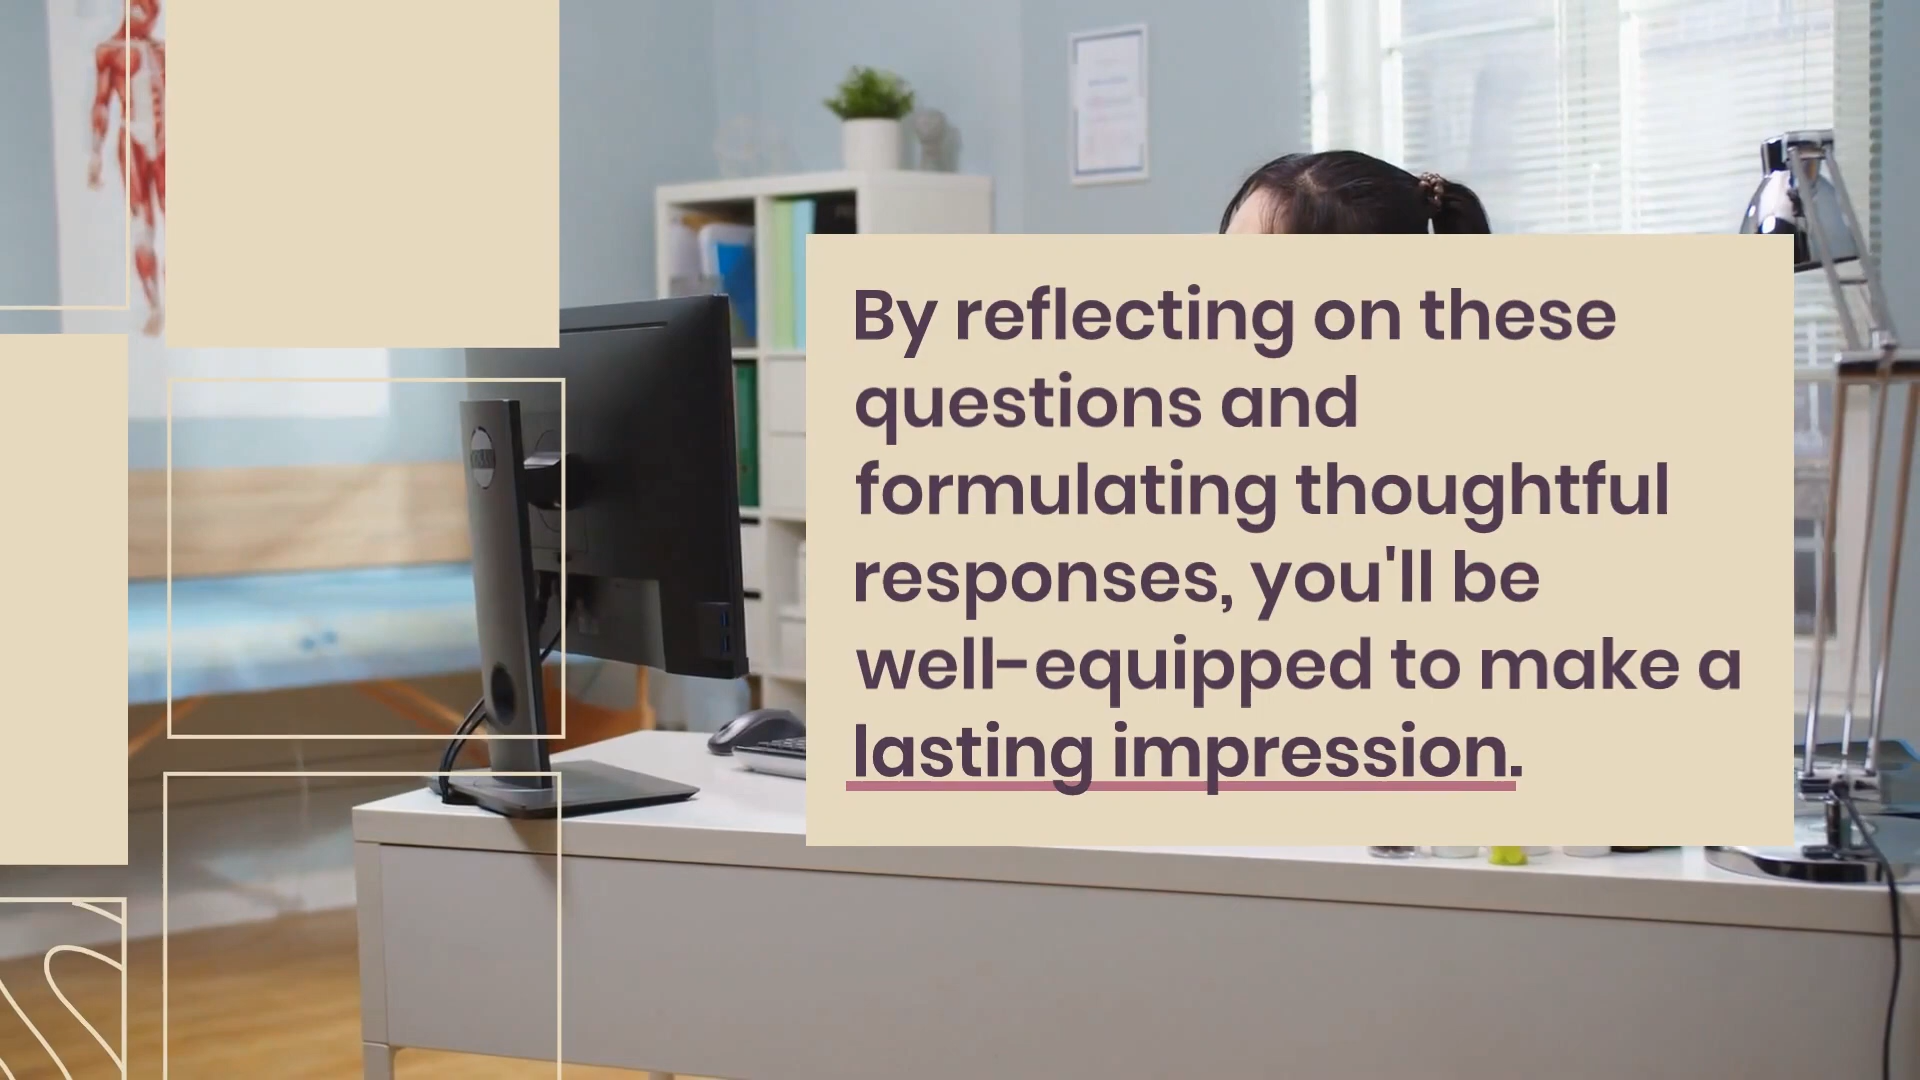 By reflecting on these
questions and
formulating thoughtful
responses, you'll be
well-equipped to make a
lasting impression.